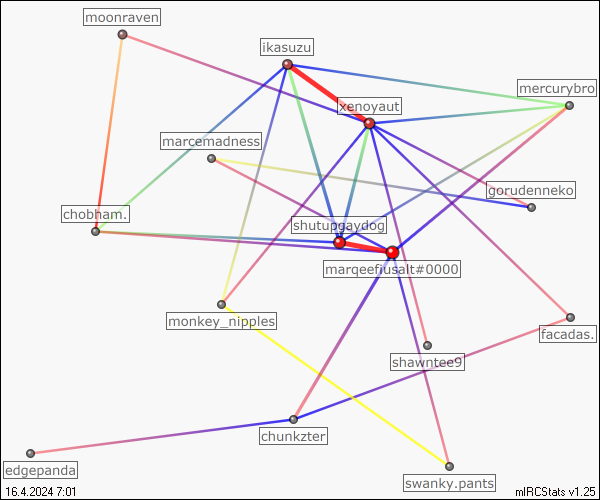 moonraven
ikasuzu
mercurybro
xenoyaut
marcemadness
gorudenneko
chobham.
shutupgaydog
marqeefiusalt#0000
monkey_nipples
facadas.
shawntee9
chunkzter
edgepanda
swanky.pants
16.4.2024 7:01
mIRCStats v1.25